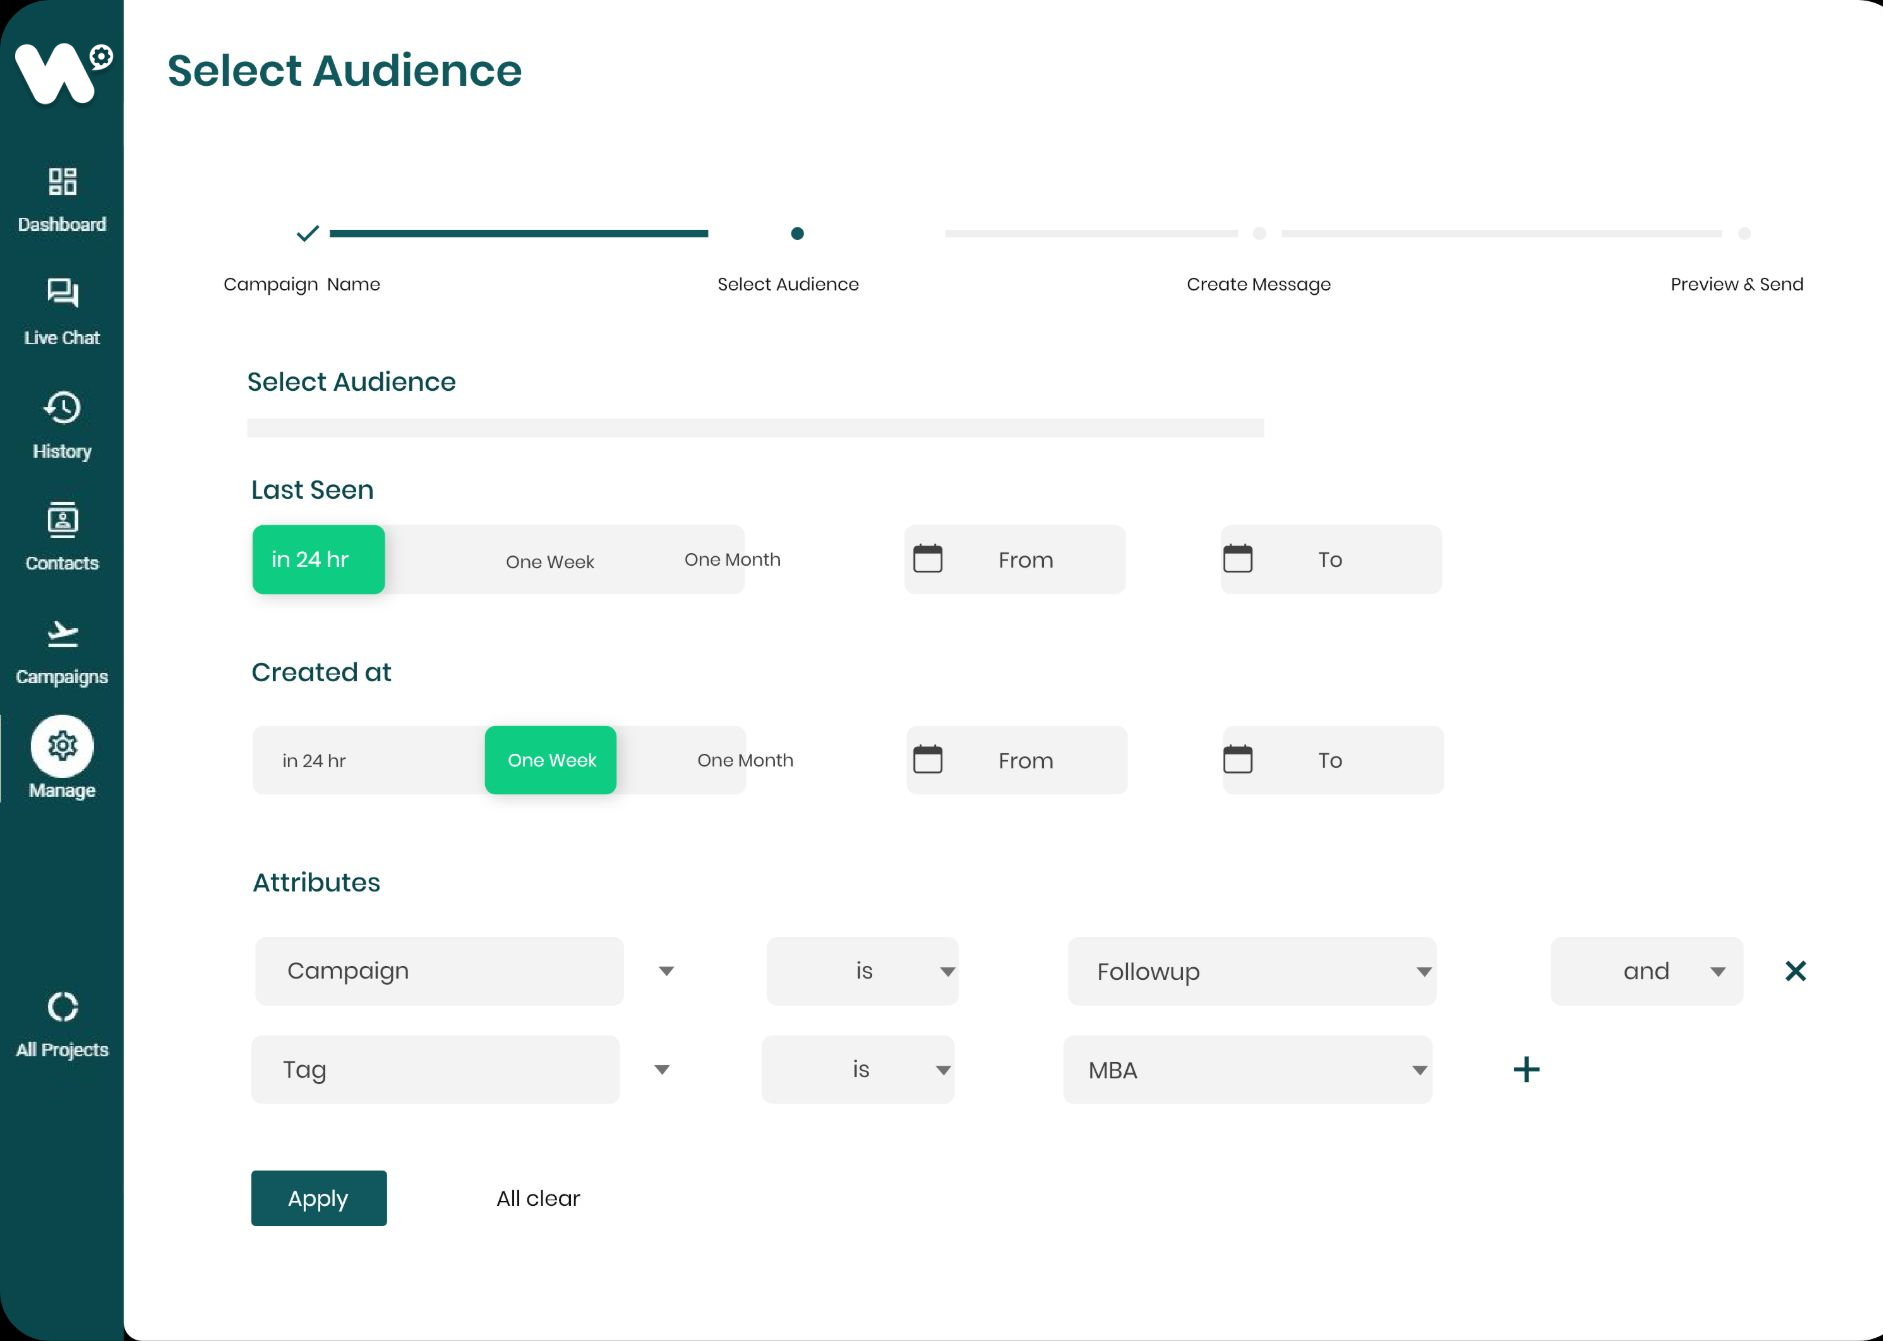 Select Audience
Dashboard
Live Chat
History
Contacts
Campaigns
Manage
All Projects
Campaign Name
Select Audience
Create Message
Preview & Send
Select Audience
Last Seen
in 24 hr One Week One Month From To
Created at
in 24 hr One Week One Month From To
Attributes
Campaign is Followup and
Tag is MBA
Apply All clear